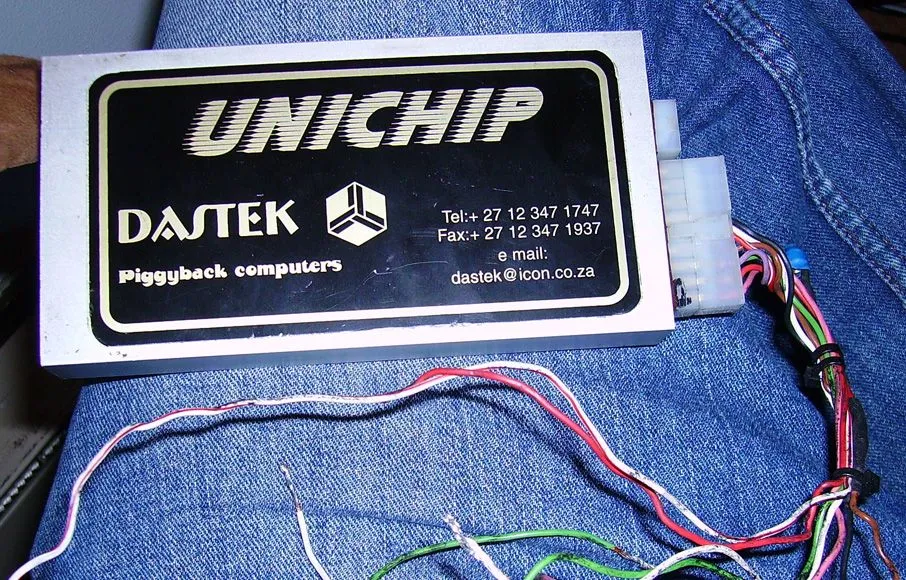 UNICHIP
DASTEK
Piggyback computers
Tel:+ 27 12 347 1747
Fax:+ 27 12 347 1937
e mail:
dastek@icon.co.za